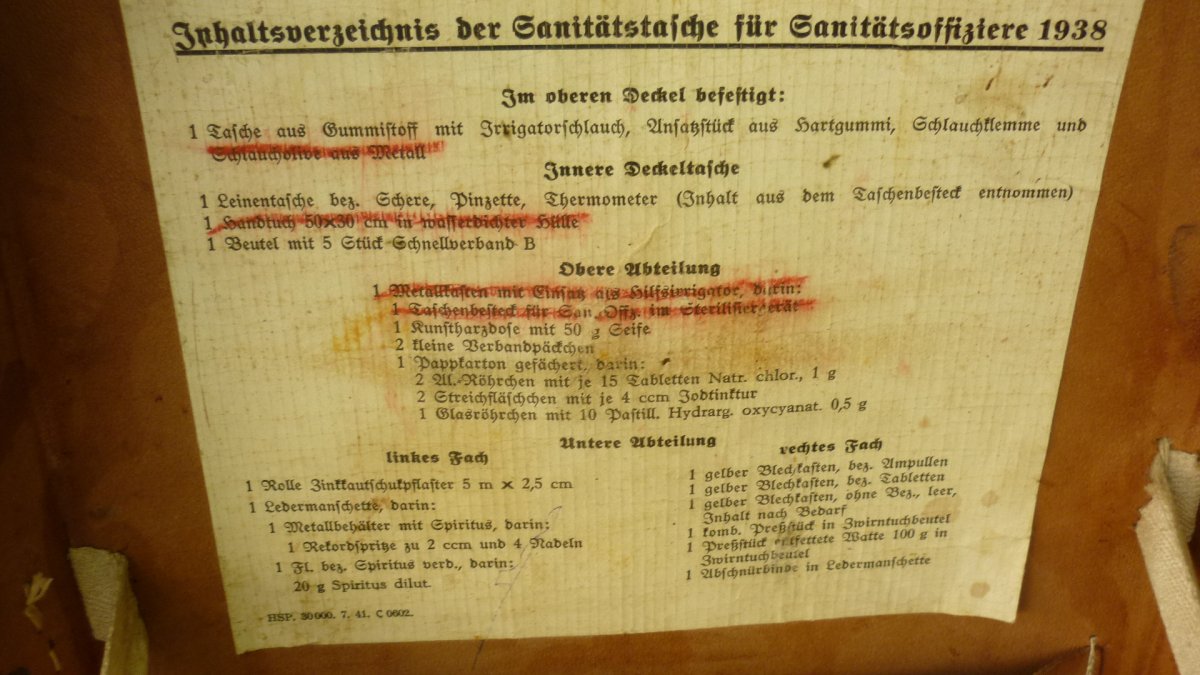 Inhaltsverzeichnis der Sanitätstasche für Sanitätsoffiziere 1938
Im oberen Deckel befestigt:
1 Tasche aus Gummistoff mit Irrigatorschlauch, Ansatzstück aus Hartgummi, Schlauchklemme und
Schlaucholive aus Metall
Innere Deckeltasche
1 Leinentasche bez. Schere, Pinzette, Thermometer (Inhalt aus dem Taschenbesteck entnommen)
1 Handtuch 50×30 cm in wasserdichter Hülle
1 Beutel mit 5 Stück Schnellverband B
Obere Abteilung
1 Metallkasten mit Einsatz als Hilfsirrigator, darin:
1 Taschenbesteck für San. Offz. im Sterilisiergerät
1 Kunstharzdose mit 50 g Seife
2 kleine Verbandpäckchen
1 Pappkarton gefächert, darin:
2 Al.-Röhrchen mit je 15 Tabletten Natr. chlor., 1 g
2 Streichfläschchen mit je 4 ccm Jodtinktur
1 Glasröhrchen mit 10 Pastill. Hydrarg. oxycyanat. 0,5 g
Untere Abteilung
linkes Fach
1 Rolle Zinkkautschukpflaster 5 m × 2,5 cm
1 Ledermanschette, darin:
1 Metallbehälter mit Spiritus, darin:
1 Rekordspritze zu 2 ccm und 4 Nadeln
1 Fl. bez. Spiritus verd., darin:
20 g Spiritus dilut.
rechtes Fach
1 gelber Blechkasten, bez. Ampullen
1 gelber Blechkasten, bez. Tabletten
1 gelber Blechkasten, ohne Bez., leer,
Inhalt nach Bedarf
1 komb. Preßstück in Zwirntuchbeutel
1 Preßstück entfettete Watte 100 g in
Zwirntuchbeutel
1 Abschnürbinde in Ledermanschette
HSP. 30000. 7. 41. C 0602.